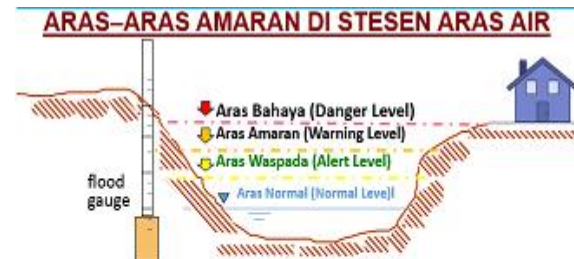 ARAS–ARAS AMARAN DI STESEN ARAS AIR
Aras Bahaya (Danger Level)
Aras Amaran (Warning Level)
Aras Waspada (Alert Level)
Aras Normal (Normal Leve)l
flood
gauge